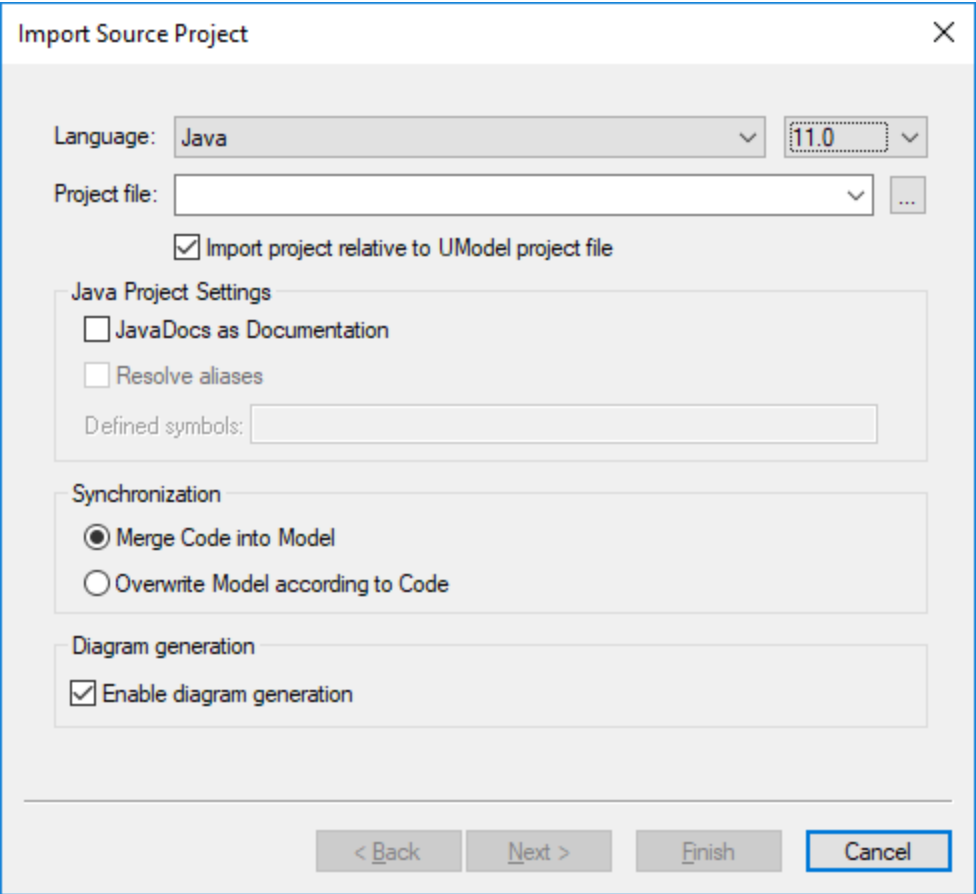 Import Source Project
Language: Java 11.0
Project file: ...
Import project relative to UModel project file
Java Project Settings
JavaDocs as Documentation
Resolve aliases
Defined symbols:
Synchronization
Merge Code into Model
Overwrite Model according to Code
Diagram generation
Enable diagram generation
< Back Next > Finish Cancel